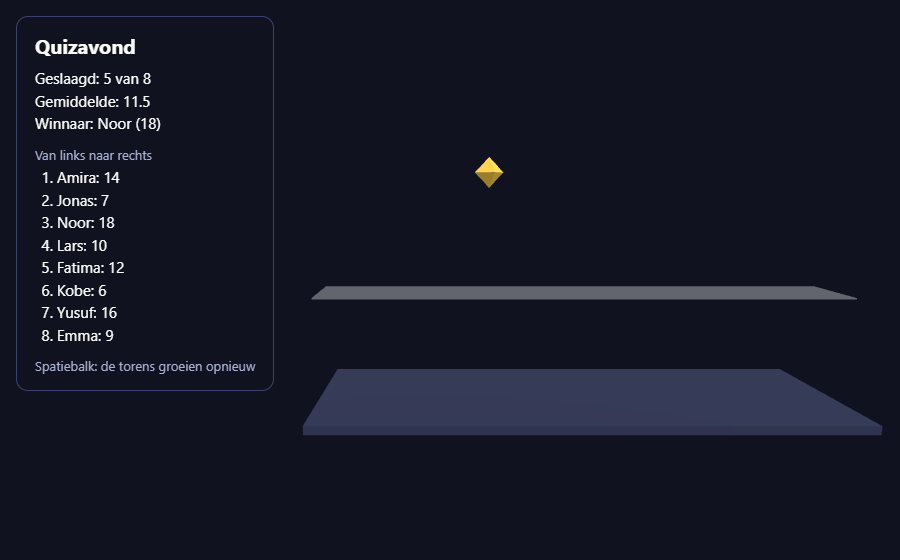 Quizavond
Geslaagd: 5 van 8
Gemiddelde: 11.5
Winnaar: Noor (18)
Van links naar rechts
1. Amira: 14
2. Jonas: 7
3. Noor: 18
4. Lars: 10
5. Fatima: 12
6. Kobe: 6
7. Yusuf: 16
8. Emma: 9
Spatiebalk: de torens groeien opnieuw